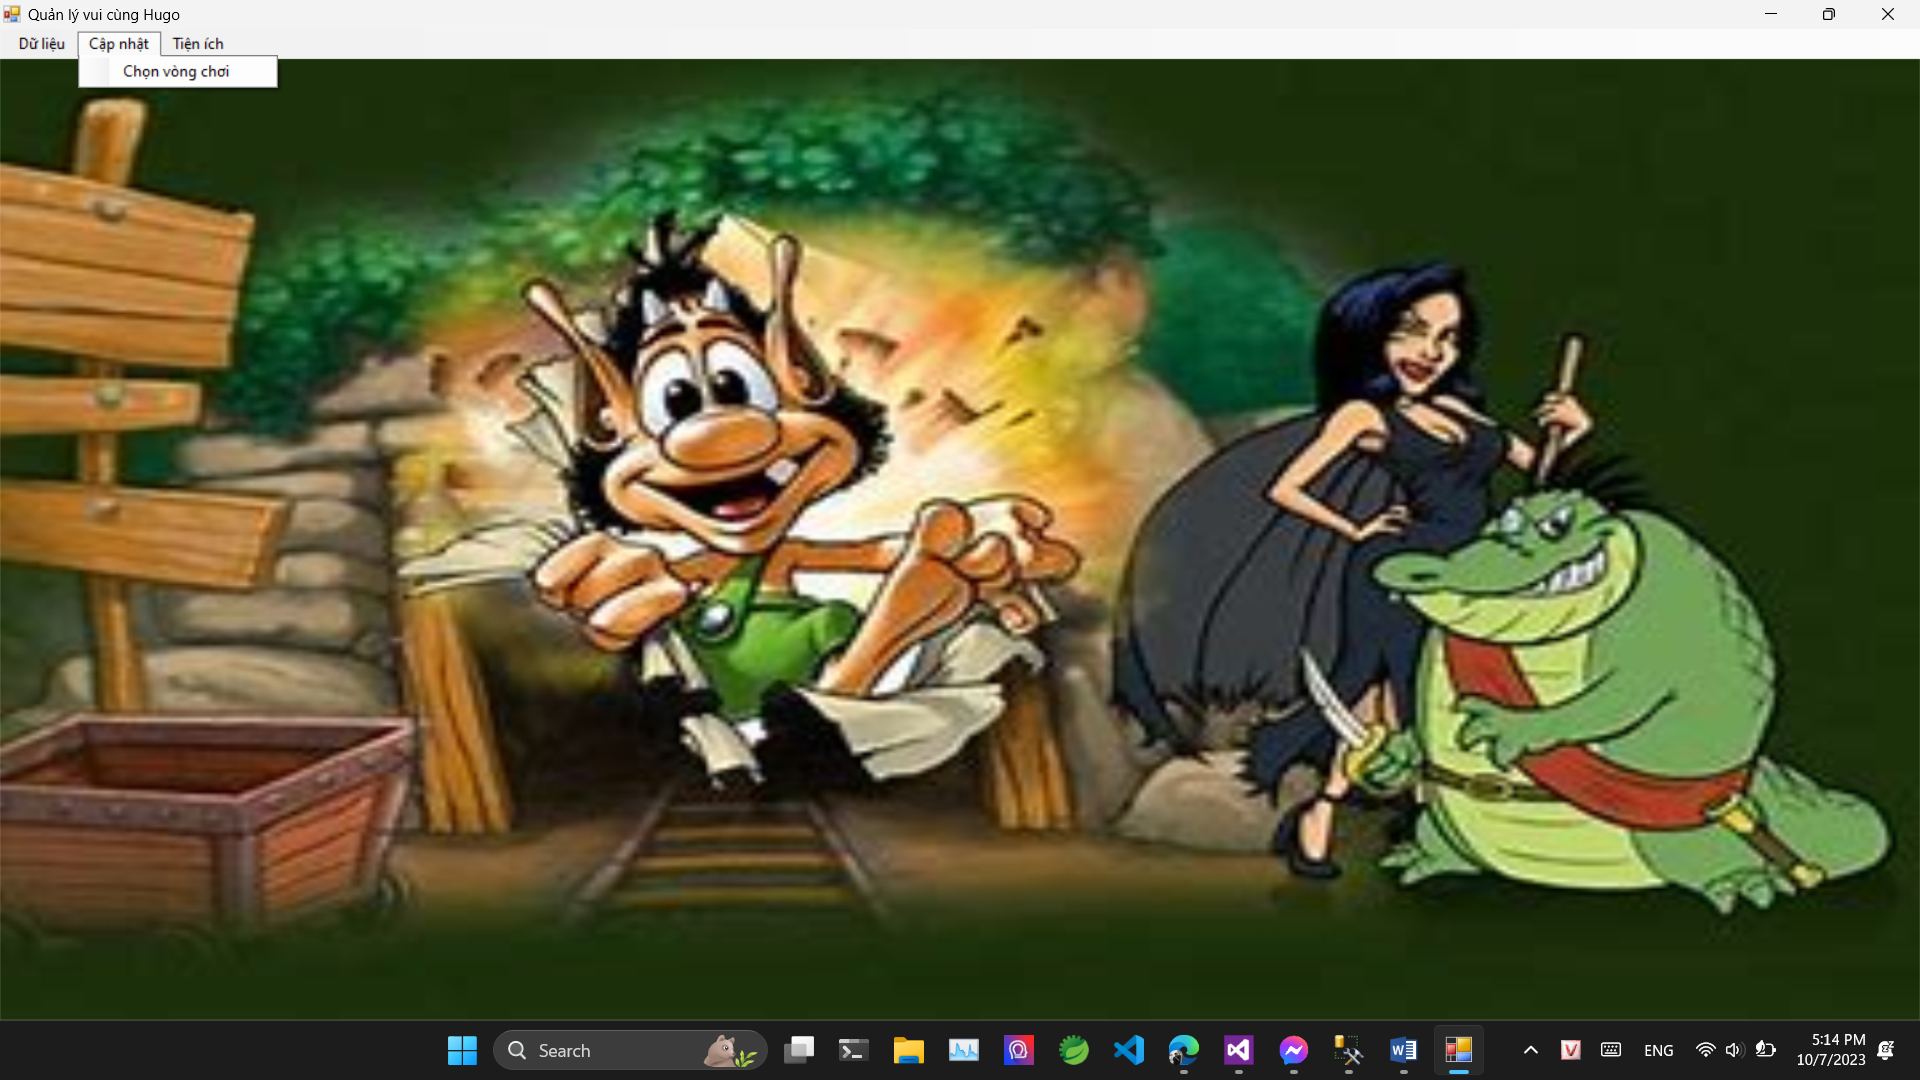 Quản lý vui cùng Hugo
Dữ liệu Cập nhật Tiện ích
Chọn vòng chơi
Search
ENG
5:14 PM
10/7/2023